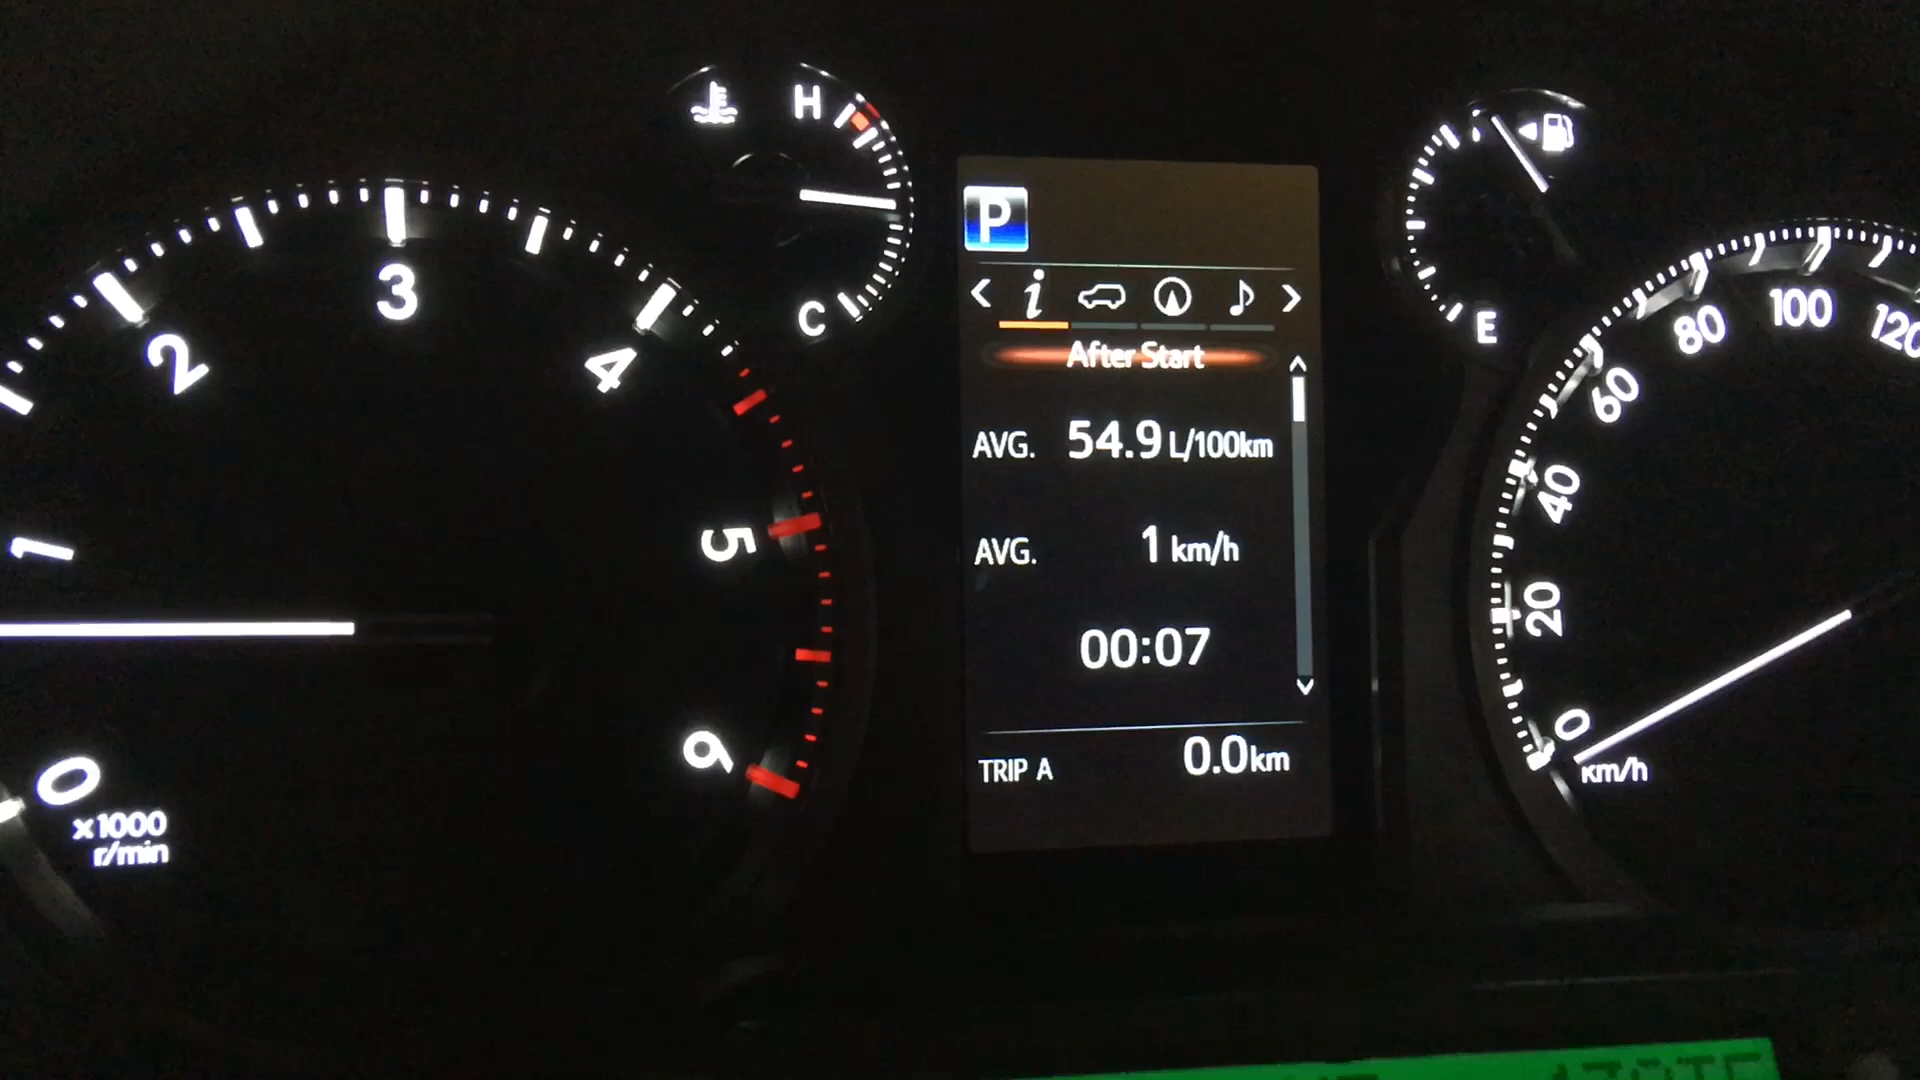 H
C
3
2
4
1
5
0
6
x1000
r/min
P
i
After Start
AVG. 54.9 L/100km
AVG. 1 km/h
00:07
TRIP A 0.0km
E
120
100
80
60
40
20
0
km/h